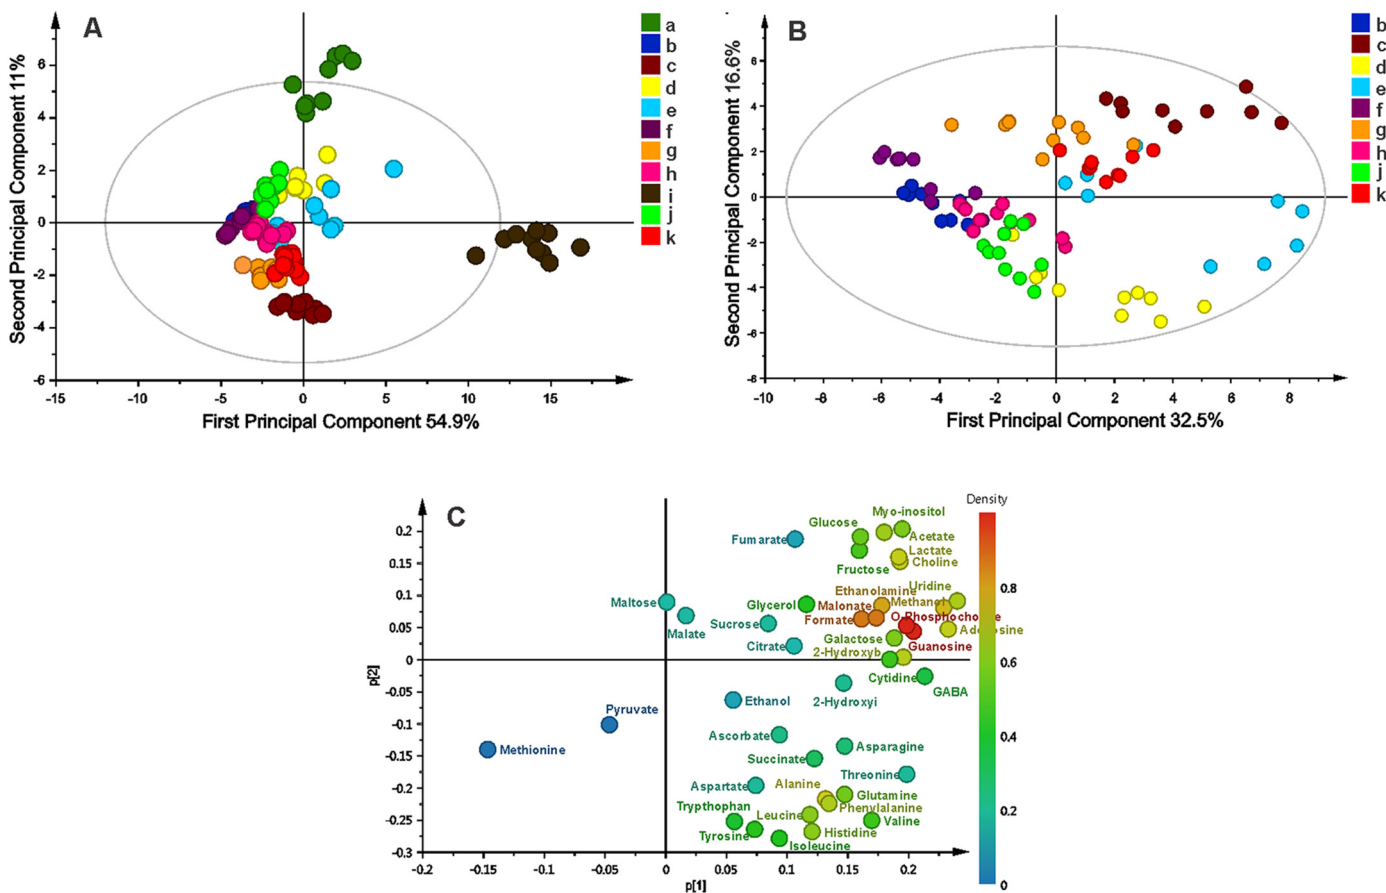 A
Second Principal Component 11%
6
4
2
0
-2
-4
-6
-15
-10
-5
0
5
10
15
First Principal Component 54.9%
a
b
c
d
e
f
g
h
i
j
k
B
Second Principal Component 16.6%
6
4
2
0
-2
-4
-6
-8
-10
-8
-6
-4
-2
0
2
4
6
8
First Principal Component 32.5%
b
c
d
e
f
g
h
j
k
C
p[2]
0.2
0.15
0.1
0.05
0
-0.05
-0.1
-0.15
-0.2
-0.25
-0.3
-0.2
-0.15
-0.1
-0.05
0
0.05
0.1
0.15
0.2
p[1]
Myo-inositol
Glucose
Fumarate
Acetate
Lactate
Choline
Fructose
Uridine
Ethanolamine
Maltose
Glycerol
Malonate
Methanol
Formate
O Phosphocholine
Sucrose
Malate
Adenosine
Galactose
Citrate
2-Hydroxyb
Guanosine
Cytidine
GABA
Ethanol
2-Hydroxyi
Pyruvate
Ascorbate
Methionine
Asparagine
Succinate
Threonine
Aspartate
Alanine
Glutamine
Trypthophan
Phenylalanine
Leucine
Valine
Tyrosine
Histidine
Isoleucine
Density
0.8
0.6
0.4
0.2
0